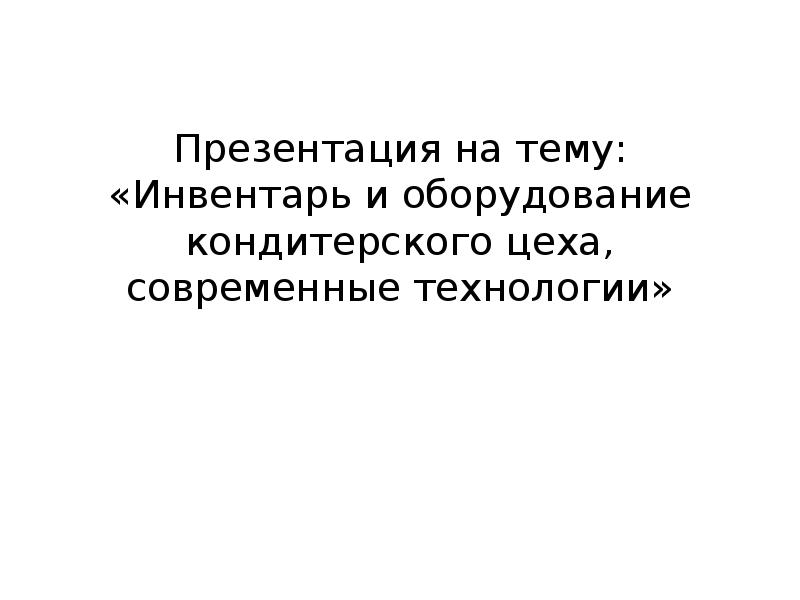 Презентация на тему:
«Инвентарь и оборудование
кондитерского цеха,
современные технологии»